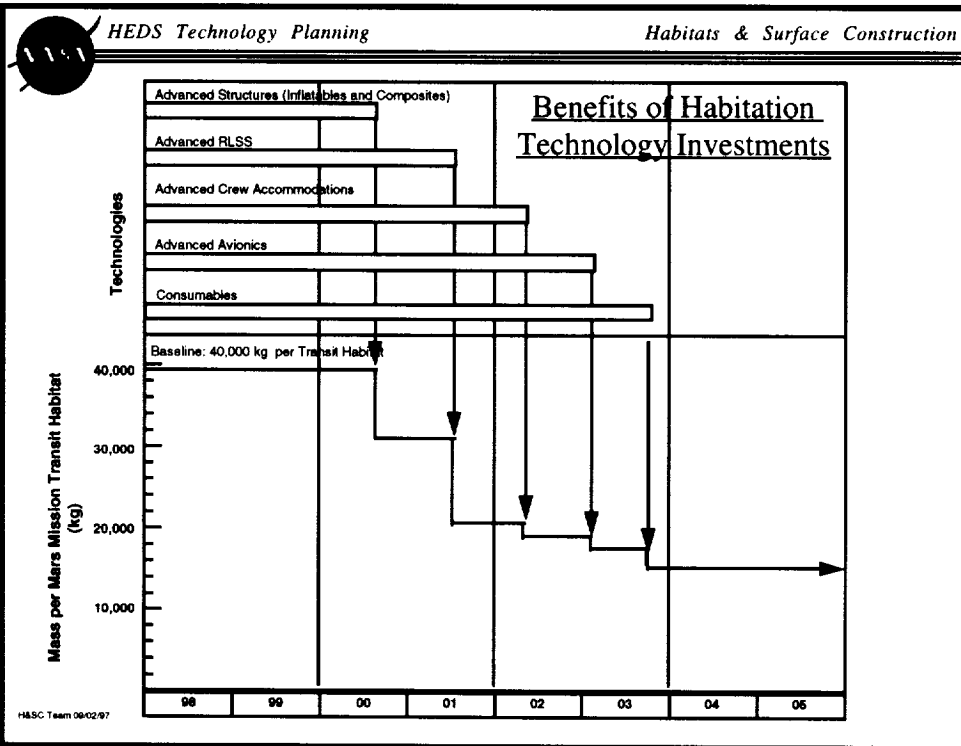 HEDS Technology Planning
Habitats & Surface Construction
Benefits of Habitation
Technology Investments
Technologies
Advanced Structures (Inflatables and Composites)
Advanced RLSS
Advanced Crew Accommodations
Advanced Avionics
Consumables
Baseline: 40,000 kg per Transit Habitat
Mass per Mars Mission Transit Habitat
(kg)
40,000
30,000
20,000
10,000
98 99 00 01 02 03 04 05
H&SC Team 09/02/97